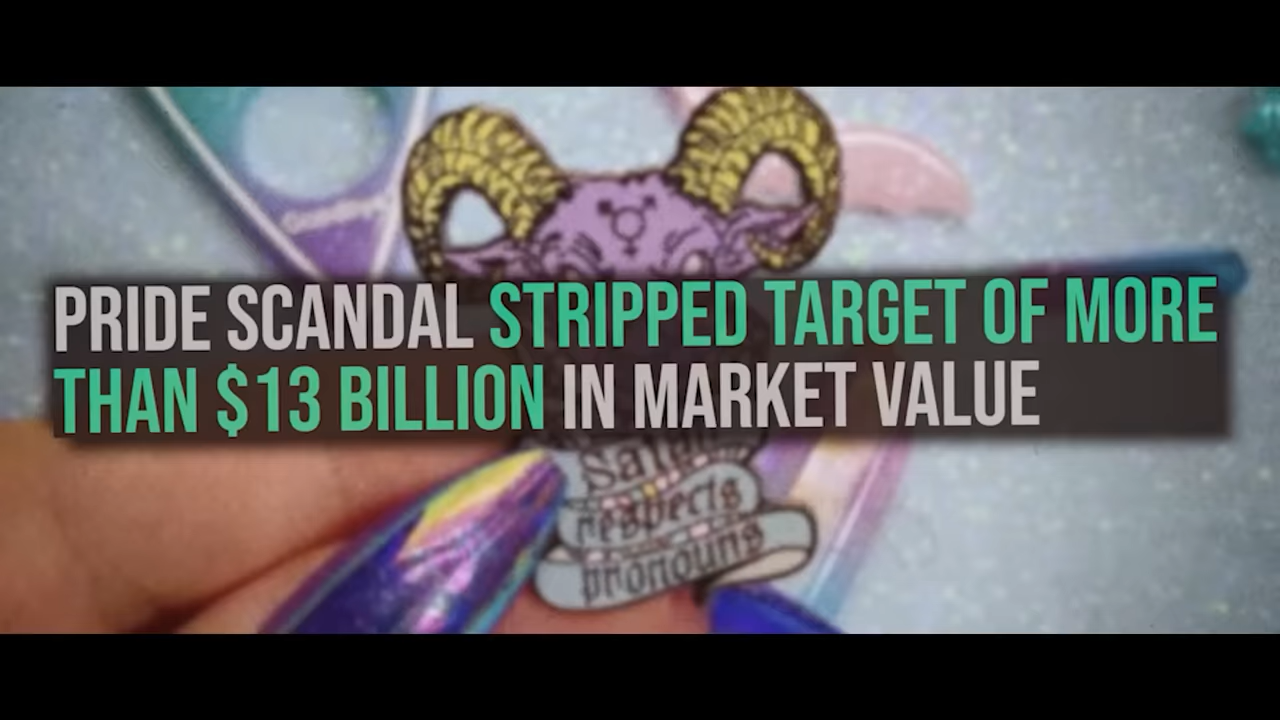 PRIDE SCANDAL STRIPPED TARGET OF MORE
THAN $13 BILLION IN MARKET VALUE
respects
pronouns